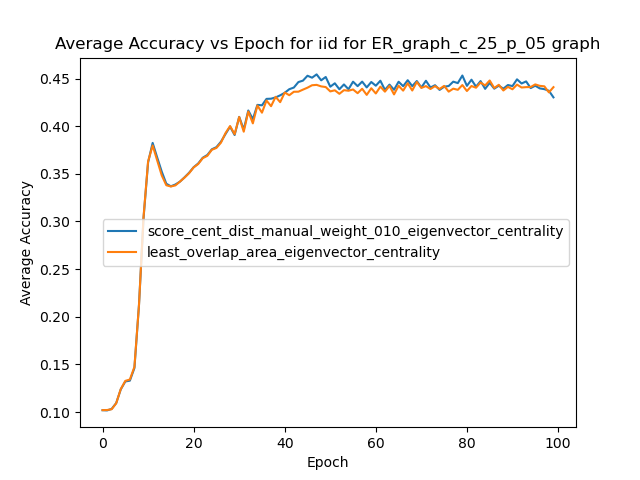 Average Accuracy vs Epoch for iid for ER_graph_c_25_p_05 graph
Average Accuracy
0.45
0.40
0.35
0.30
0.25
0.20
0.15
0.10
score_cent_dist_manual_weight_010_eigenvector_centrality
least_overlap_area_eigenvector_centrality
0 20 40 60 80 100
Epoch